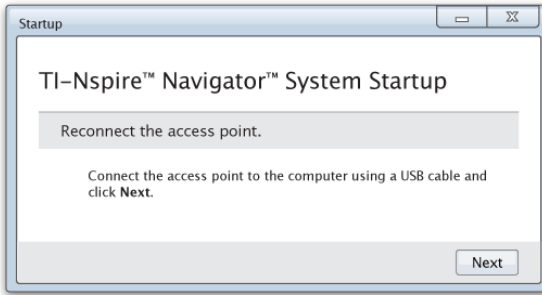 Startup
TI-Nspire™ Navigator™ System Startup
Reconnect the access point.
Connect the access point to the computer using a USB cable and
click Next.
Next